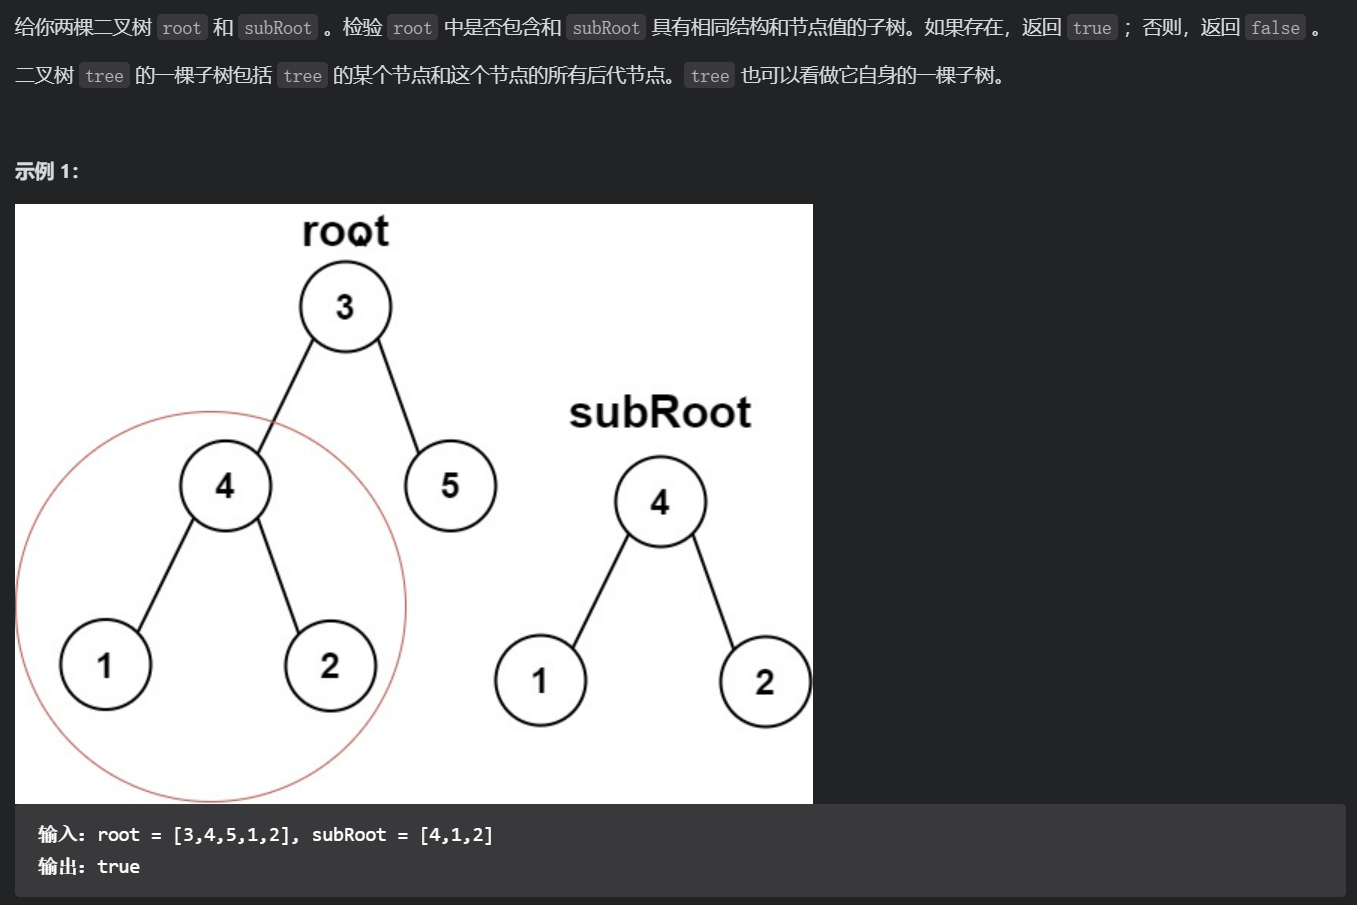 给你两棵二叉树 root 和 subRoot 。检验 root 中是否包含和 subRoot 具有相同结构和节点值的子树。如果存在，返回 true ；否则，返回 false 。
二叉树 tree 的一棵子树包括 tree 的某个节点和这个节点的所有后代节点。tree 也可以看做它自身的一棵子树。
示例 1：
root
3
subRoot
4
5
4
1
2
1
2
输入：root = [3,4,5,1,2], subRoot = [4,1,2]
输出：true